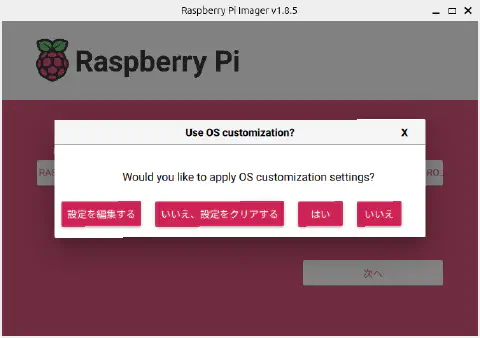 Raspberry Pi Imager v1.8.5
Raspberry Pi
Use OS customization?
X
Would you like to apply OS customization settings?
設定を編集する いいえ、設定をクリアする はい いいえ
次へ